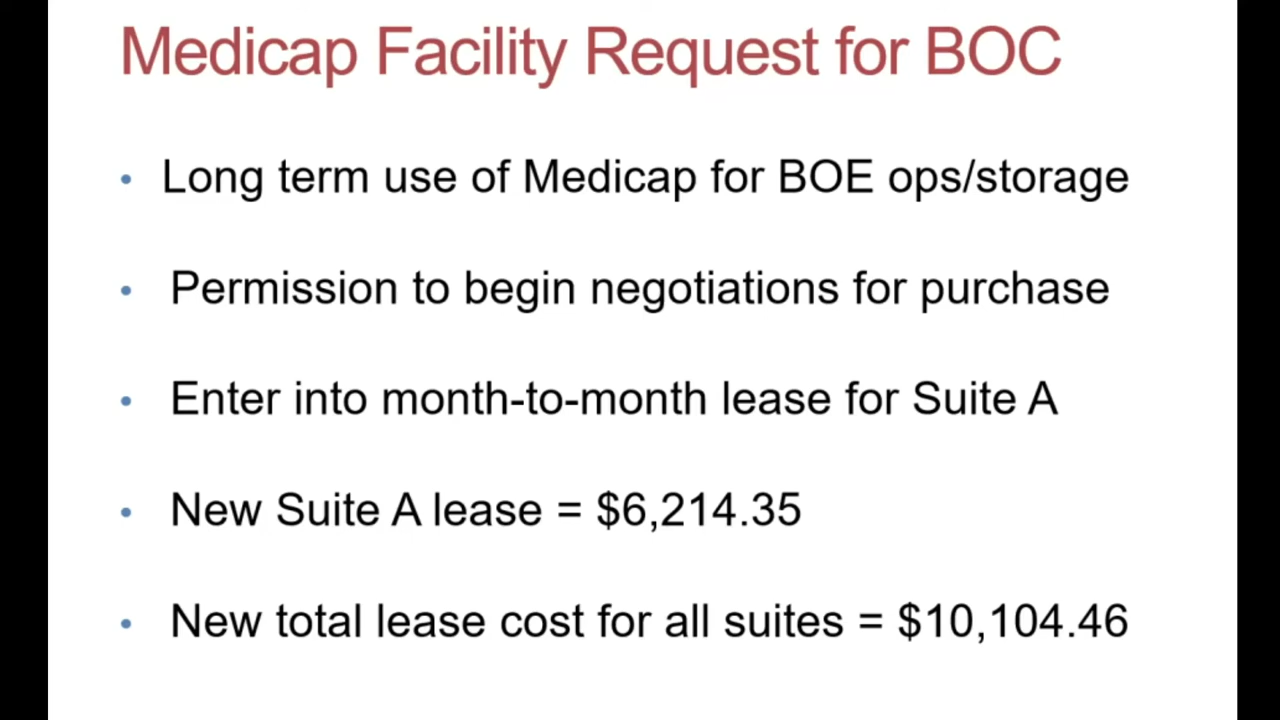 Medicap Facility Request for BOC
• Long term use of Medicap for BOE ops/storage
• Permission to begin negotiations for purchase
• Enter into month-to-month lease for Suite A
• New Suite A lease = $6,214.35
• New total lease cost for all suites = $10,104.46